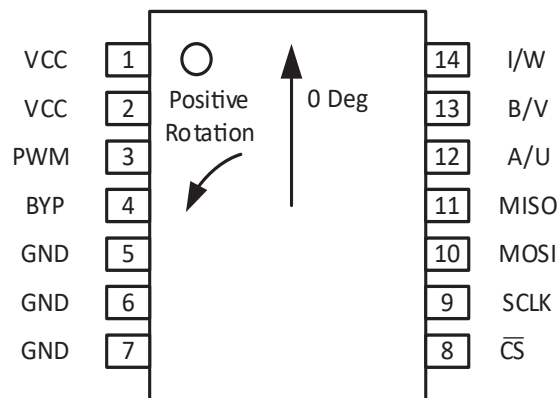 VCC 1 14 I/W
VCC 2 Positive 0 Deg 13 B/V
PWM 3 Rotation 12 A/U
BYP 4 11 MISO
GND 5 10 MOSI
GND 6 9 SCLK
GND 7 8 C̅S̅